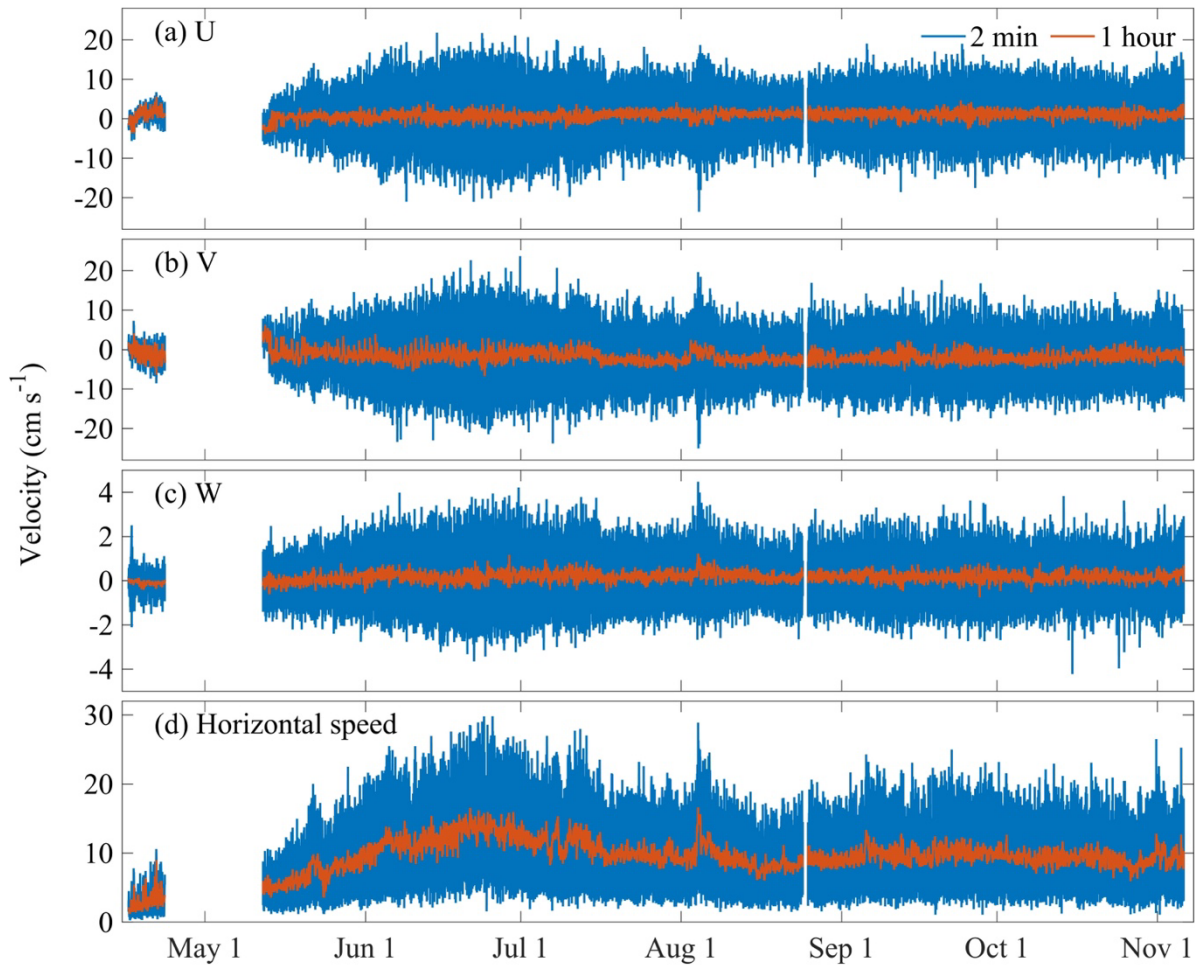 (a) U
2 min
1 hour
20
10
0
-10
-20
(b) V
20
10
0
-10
-20
Velocity (cm s⁻¹)
(c) W
4
2
0
-2
-4
(d) Horizontal speed
30
20
10
0
May 1 Jun 1 Jul 1 Aug 1 Sep 1 Oct 1 Nov 1